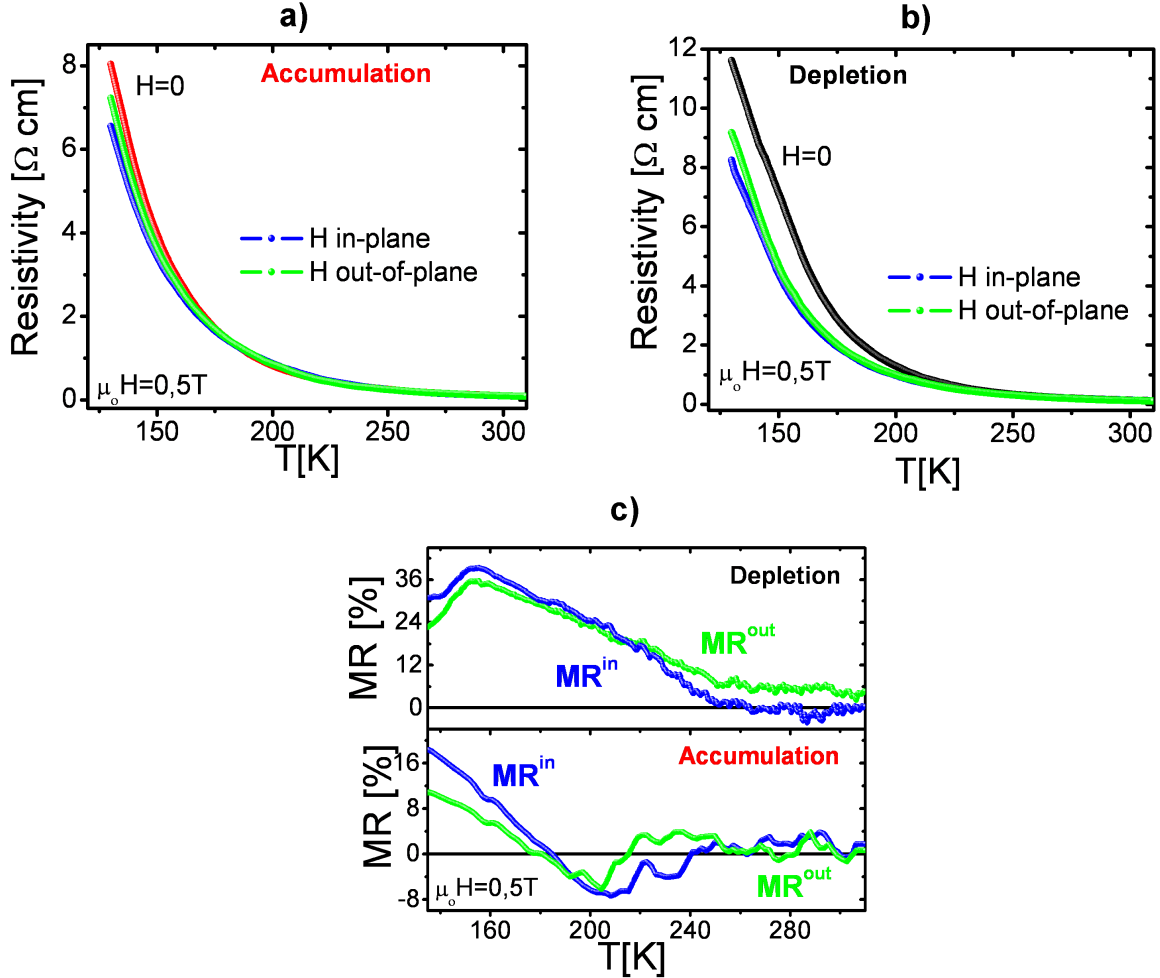 a)
Accumulation
H=0
H in-plane
H out-of-plane
μₒH=0,5T
Resistivity [Ω cm]
8
6
4
2
0
150 200 250 300
T[K]
b)
Depletion
H=0
H in-plane
H out-of-plane
μₒH=0,5T
Resistivity [Ω cm]
12
10
8
6
4
2
0
150 200 250 300
T[K]
c)
Depletion
MRᵒᵘᵗ
MRⁱⁿ
MR [%]
36
24
12
0
Accumulation
MRⁱⁿ
MRᵒᵘᵗ
μₒH=0,5T
MR [%]
16
8
0
-8
160 200 240 280
T[K]